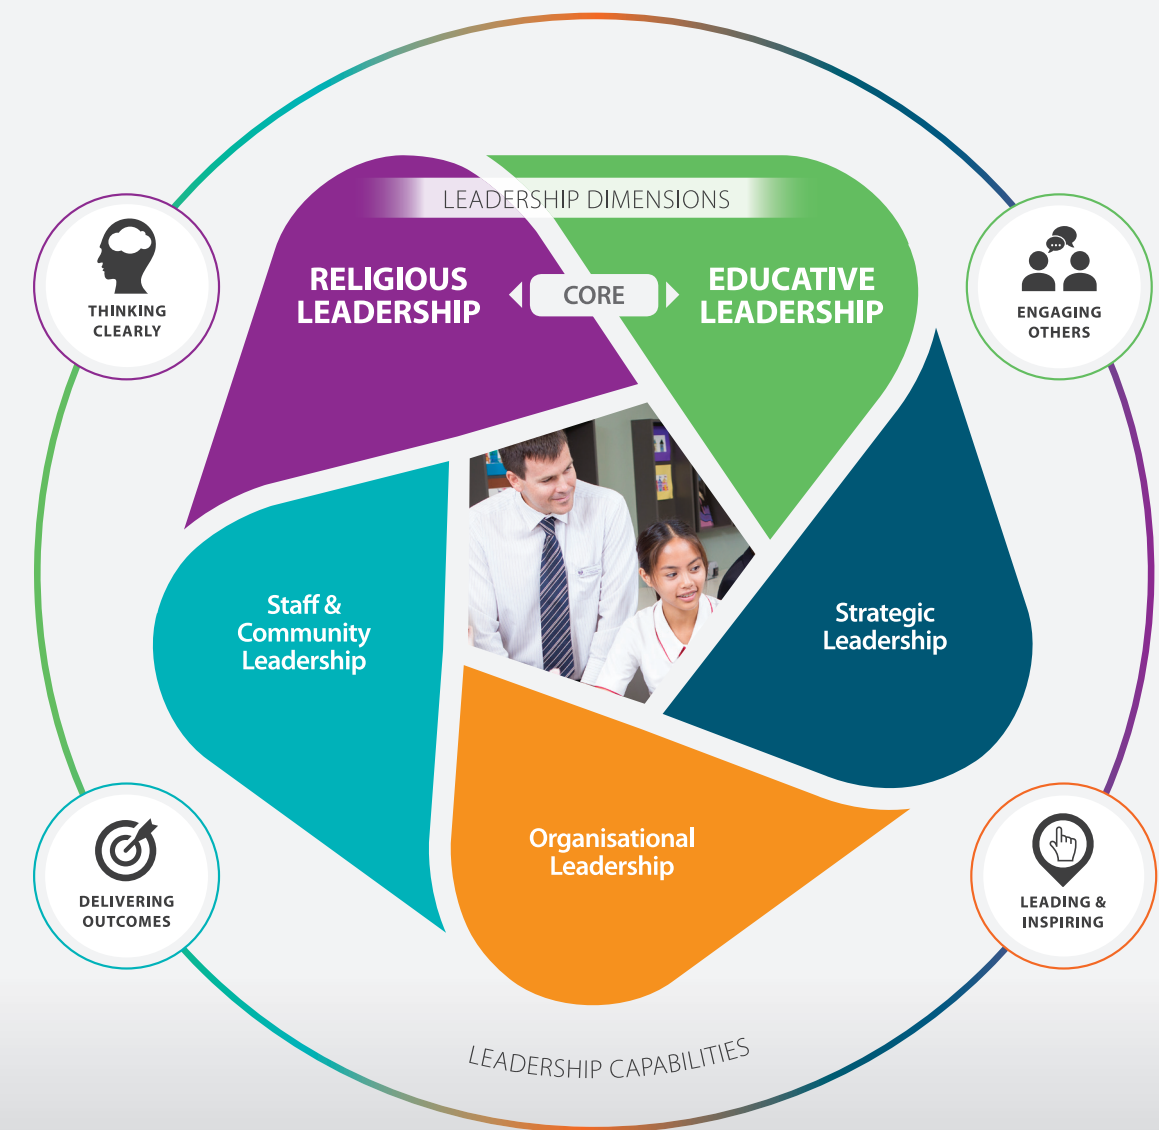 LEADERSHIP DIMENSIONS
RELIGIOUS
LEADERSHIP
CORE
EDUCATIVE
LEADERSHIP
THINKING
CLEARLY
ENGAGING
OTHERS
Staff &
Community
Leadership
Strategic
Leadership
Organisational
Leadership
DELIVERING
OUTCOMES
LEADING &
INSPIRING
LEADERSHIP CAPABILITIES